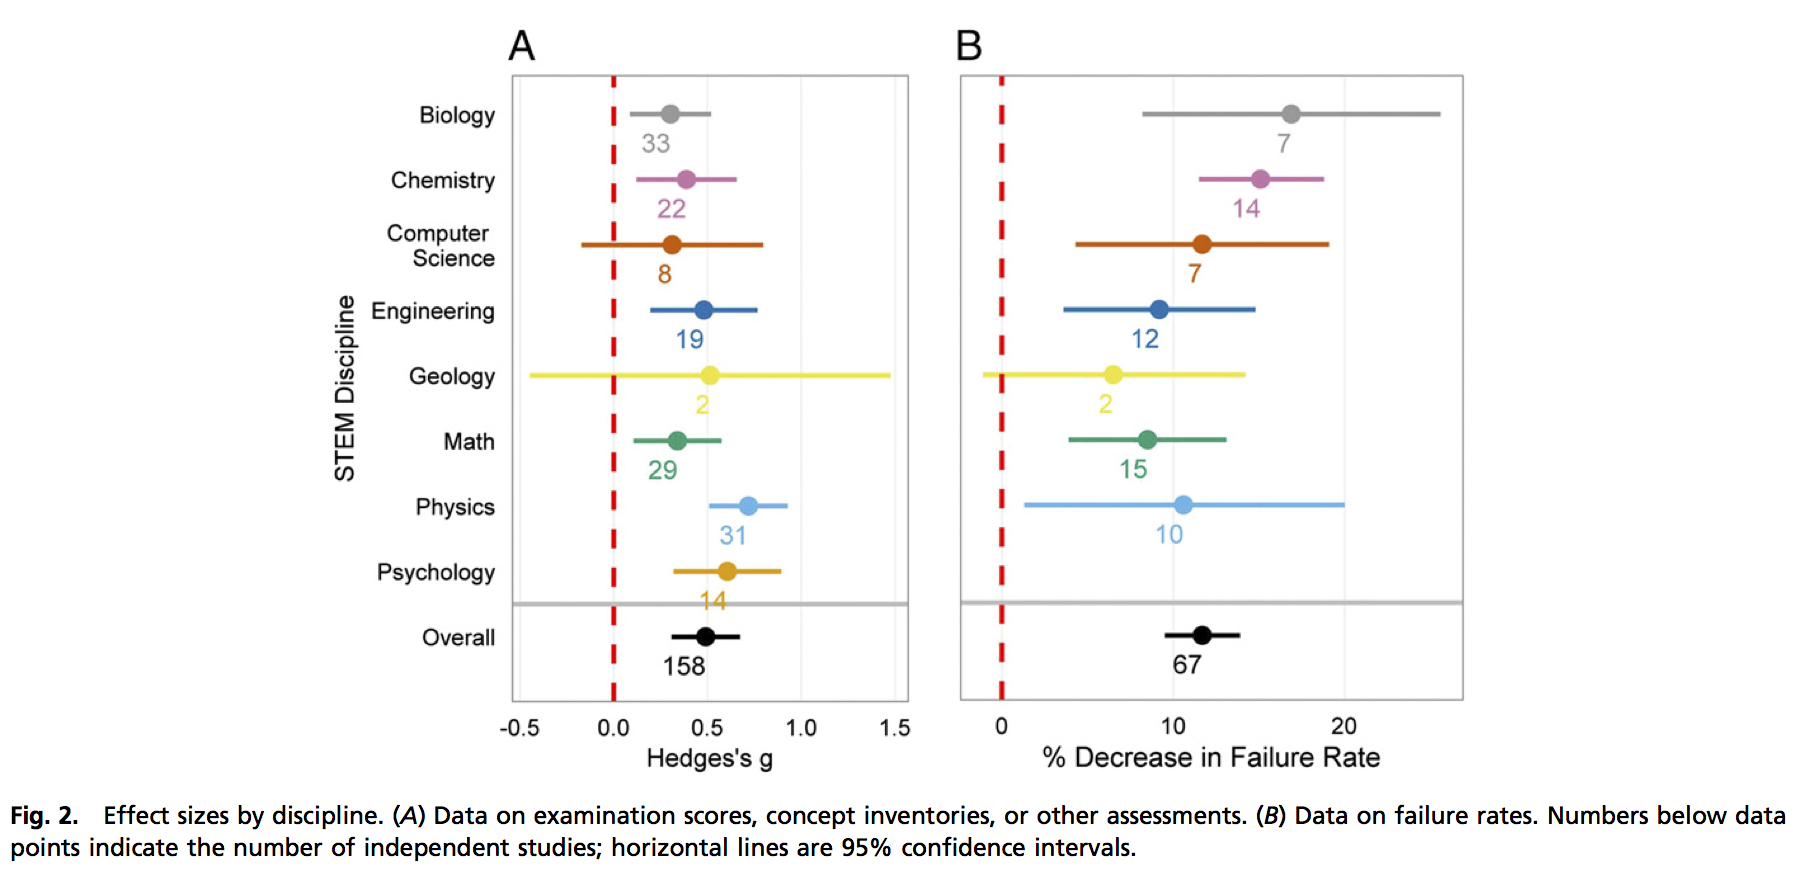 A
B
STEM Discipline
Biology
33
7
Chemistry
22
14
Computer
Science
8
7
Engineering
19
12
Geology
2
2
Math
29
15
Physics
31
10
Psychology
14
Overall
158
67
-0.5 0.0 0.5 1.0 1.5
0 10 20
Hedges's g
% Decrease in Failure Rate
Fig. 2. Effect sizes by discipline. (A) Data on examination scores, concept inventories, or other assessments. (B) Data on failure rates. Numbers below data
points indicate the number of independent studies; horizontal lines are 95% confidence intervals.